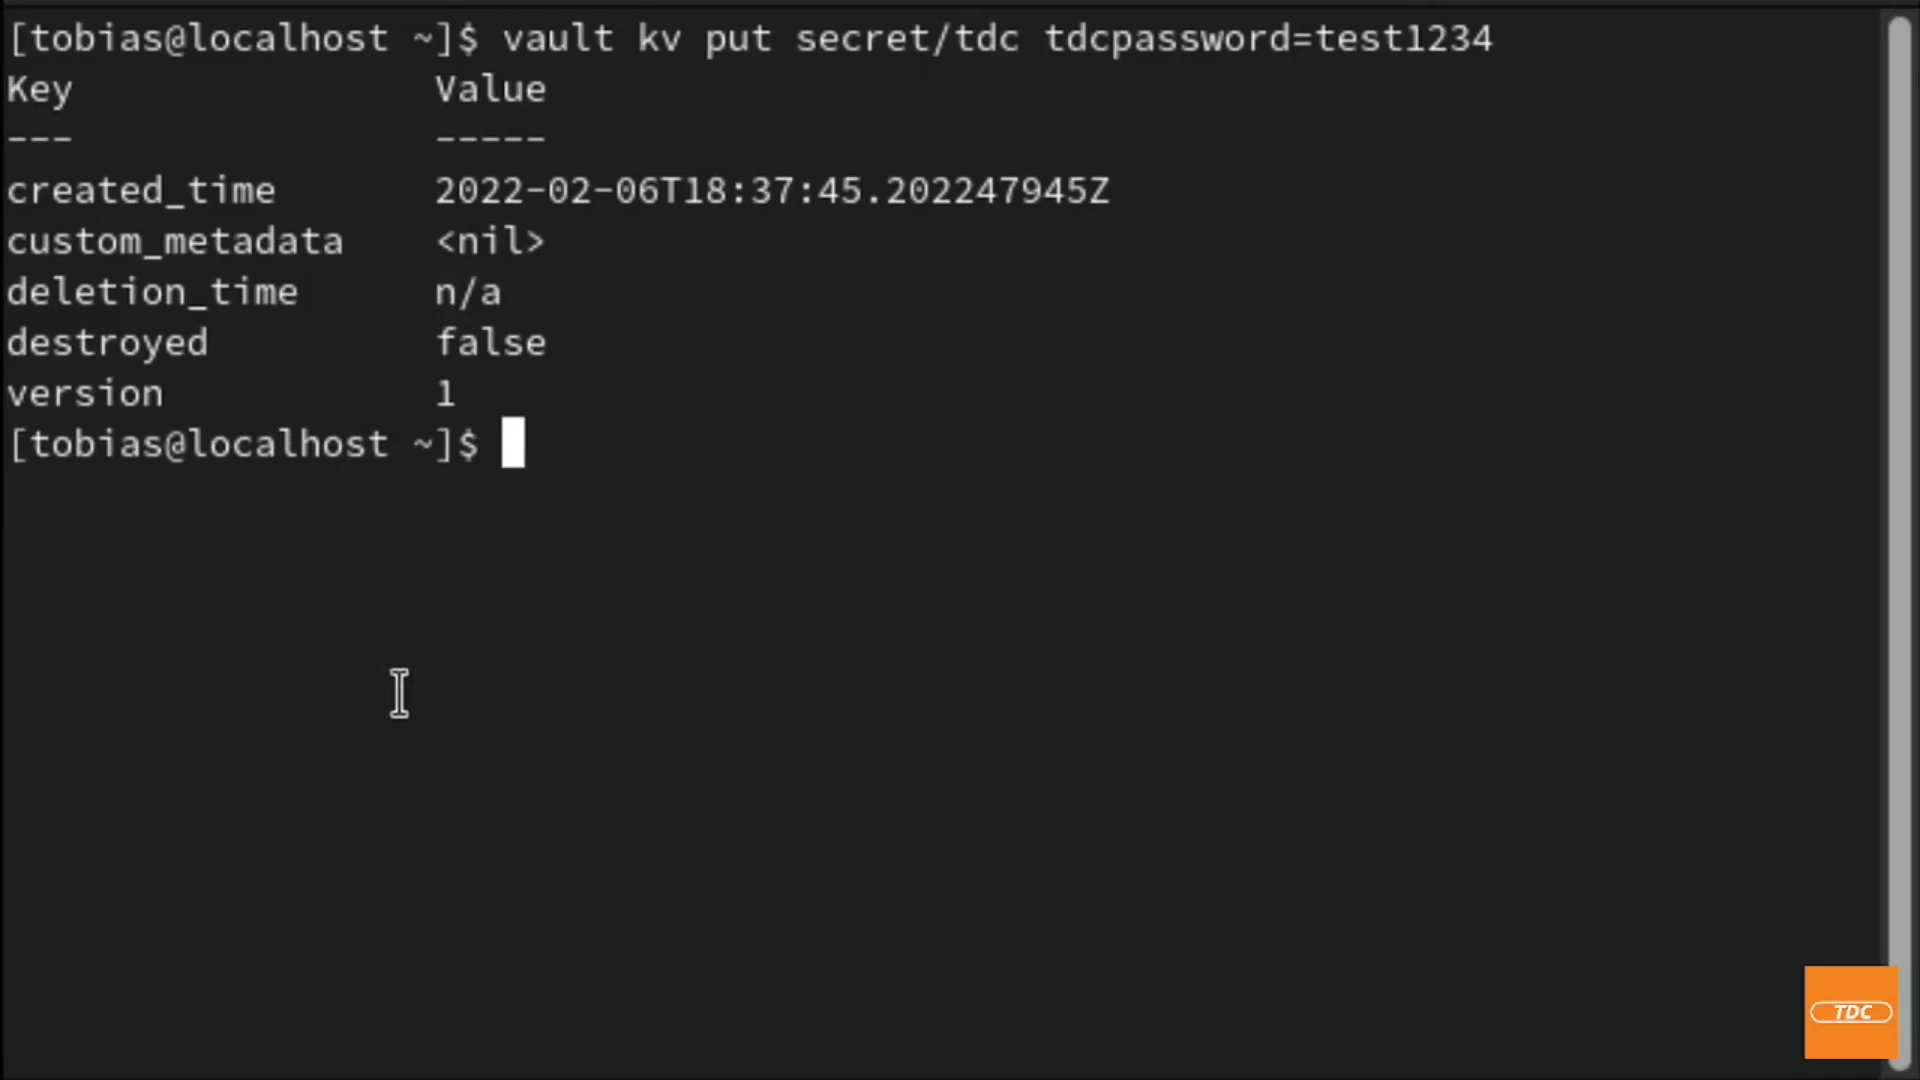 [tobias@localhost ~]$ vault kv put secret/tdc tdcpassword=test1234
Key                Value
---                -----
created_time       2022-02-06T18:37:45.202247945Z
custom_metadata    <nil>
deletion_time      n/a
destroyed          false
version            1
[tobias@localhost ~]$
TDC